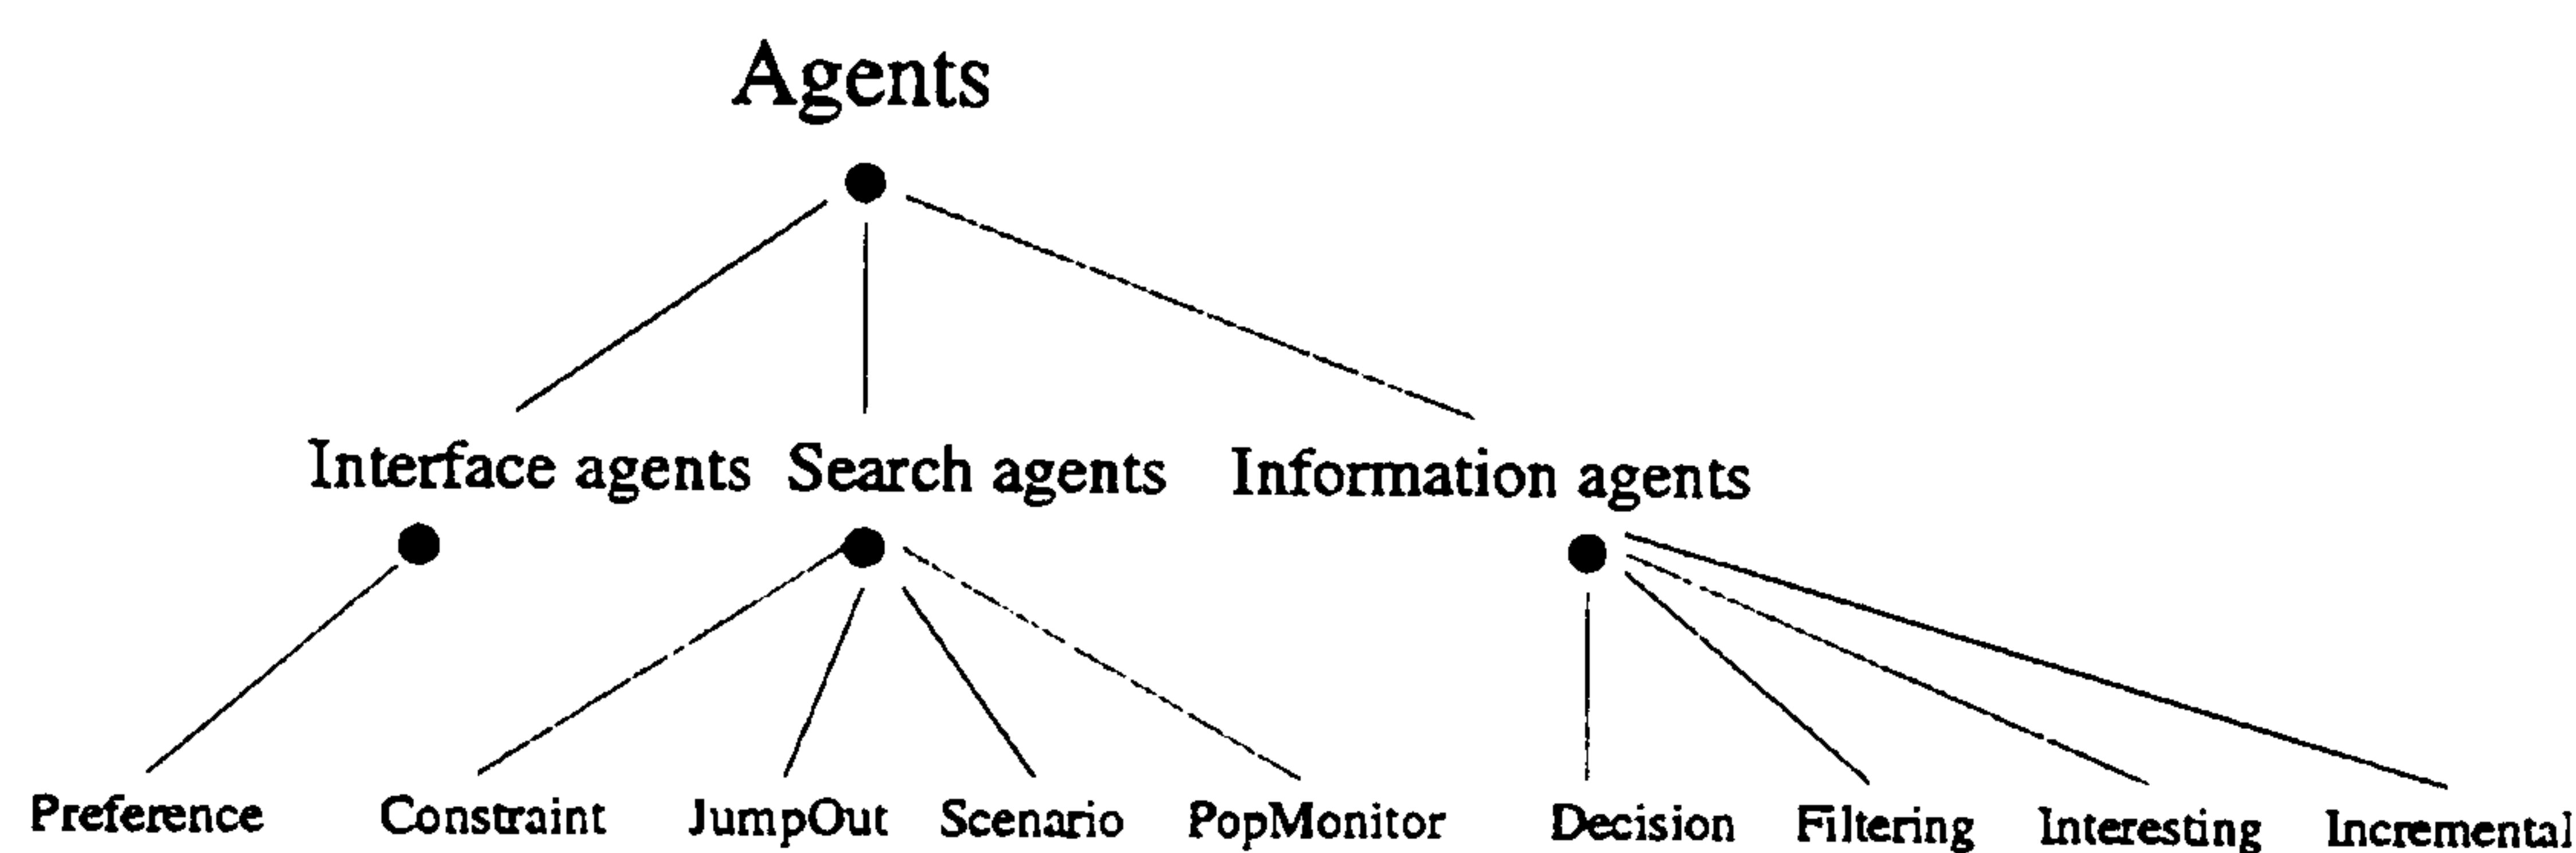 Agents
Interface agents Search agents Information agents
Preference Constraint JumpOut Scenario PopMonitor Decision Filtering Interesting Incremental